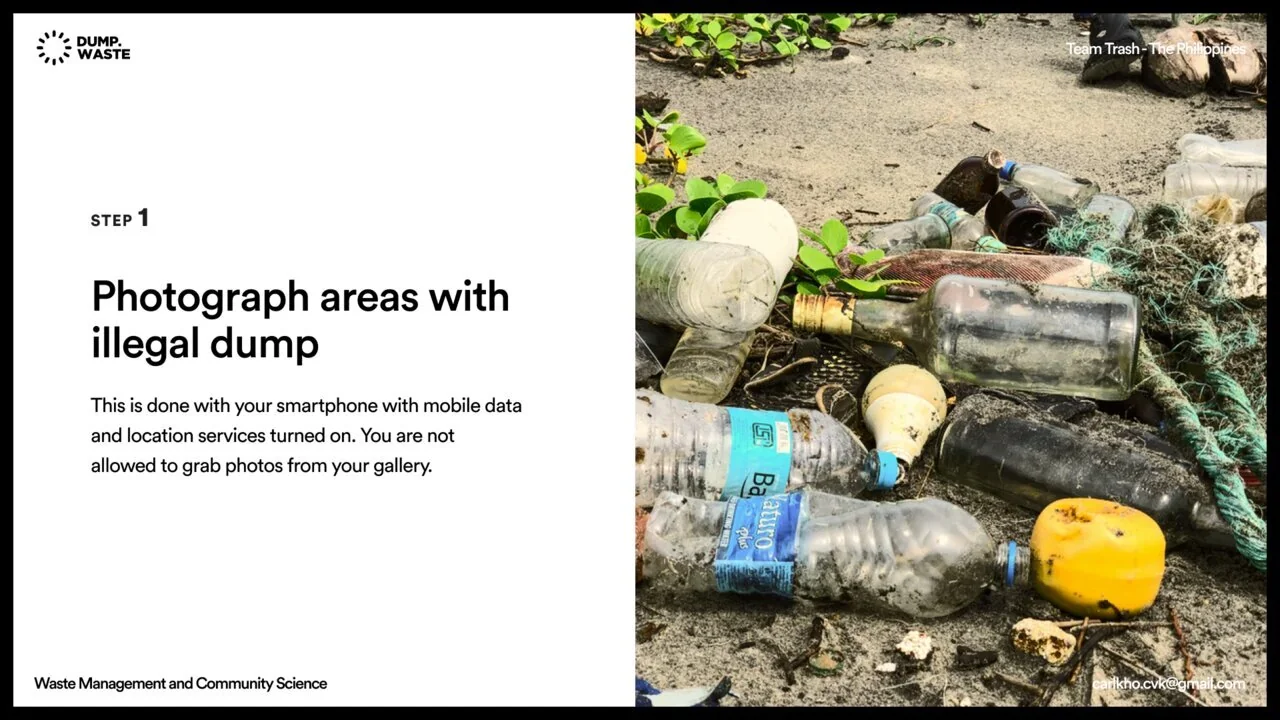 DUMP.
WASTE
Team Trash - The Philippines
STEP 1
Photograph areas with
illegal dump
This is done with your smartphone with mobile data
and location services turned on. You are not
allowed to grab photos from your gallery.
Naturo
plus
Waste Management and Community Science
carlkho.cvk@gmail.com